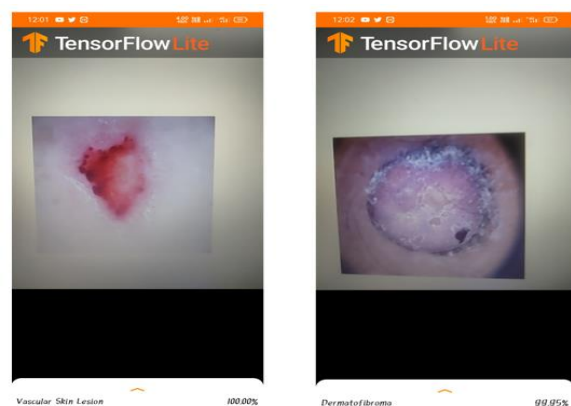 12:01
TensorFlow Lite
Vascular Skin Lesion 100.00%
12:02
TensorFlow Lite
Dermatofibroma 99.95%